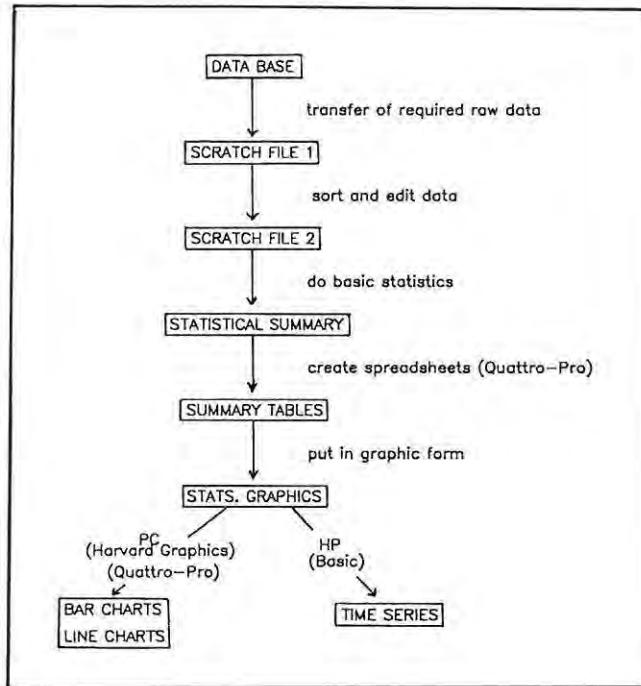 DATA BASE
transfer of required raw data
SCRATCH FILE 1
sort and edit data
SCRATCH FILE 2
do basic statistics
STATISTICAL SUMMARY
create spreadsheets (Quattro-Pro)
SUMMARY TABLES
put in graphic form
STATS. GRAPHICS
PC
(Harvard Graphics)
(Quattro-Pro)
HP
(Basic)
BAR CHARTS
LINE CHARTS
TIME SERIES